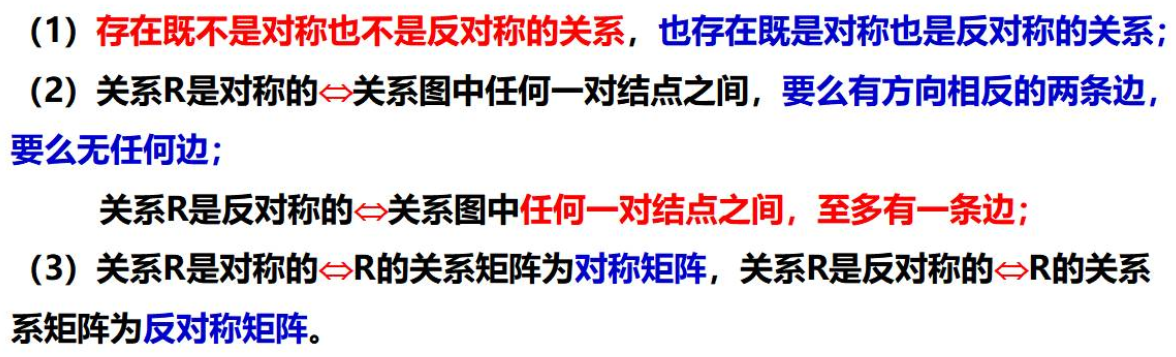 （1）存在既不是对称也不是反对称的关系，也存在既是对称也是反对称的关系；
（2）关系R是对称的⇔关系图中任何一对结点之间，要么有方向相反的两条边，
要么无任何边；
关系R是反对称的⇔关系图中任何一对结点之间，至多有一条边；
（3）关系R是对称的⇔R的关系矩阵为对称矩阵，关系R是反对称的⇔R的关系
系矩阵为反对称矩阵。